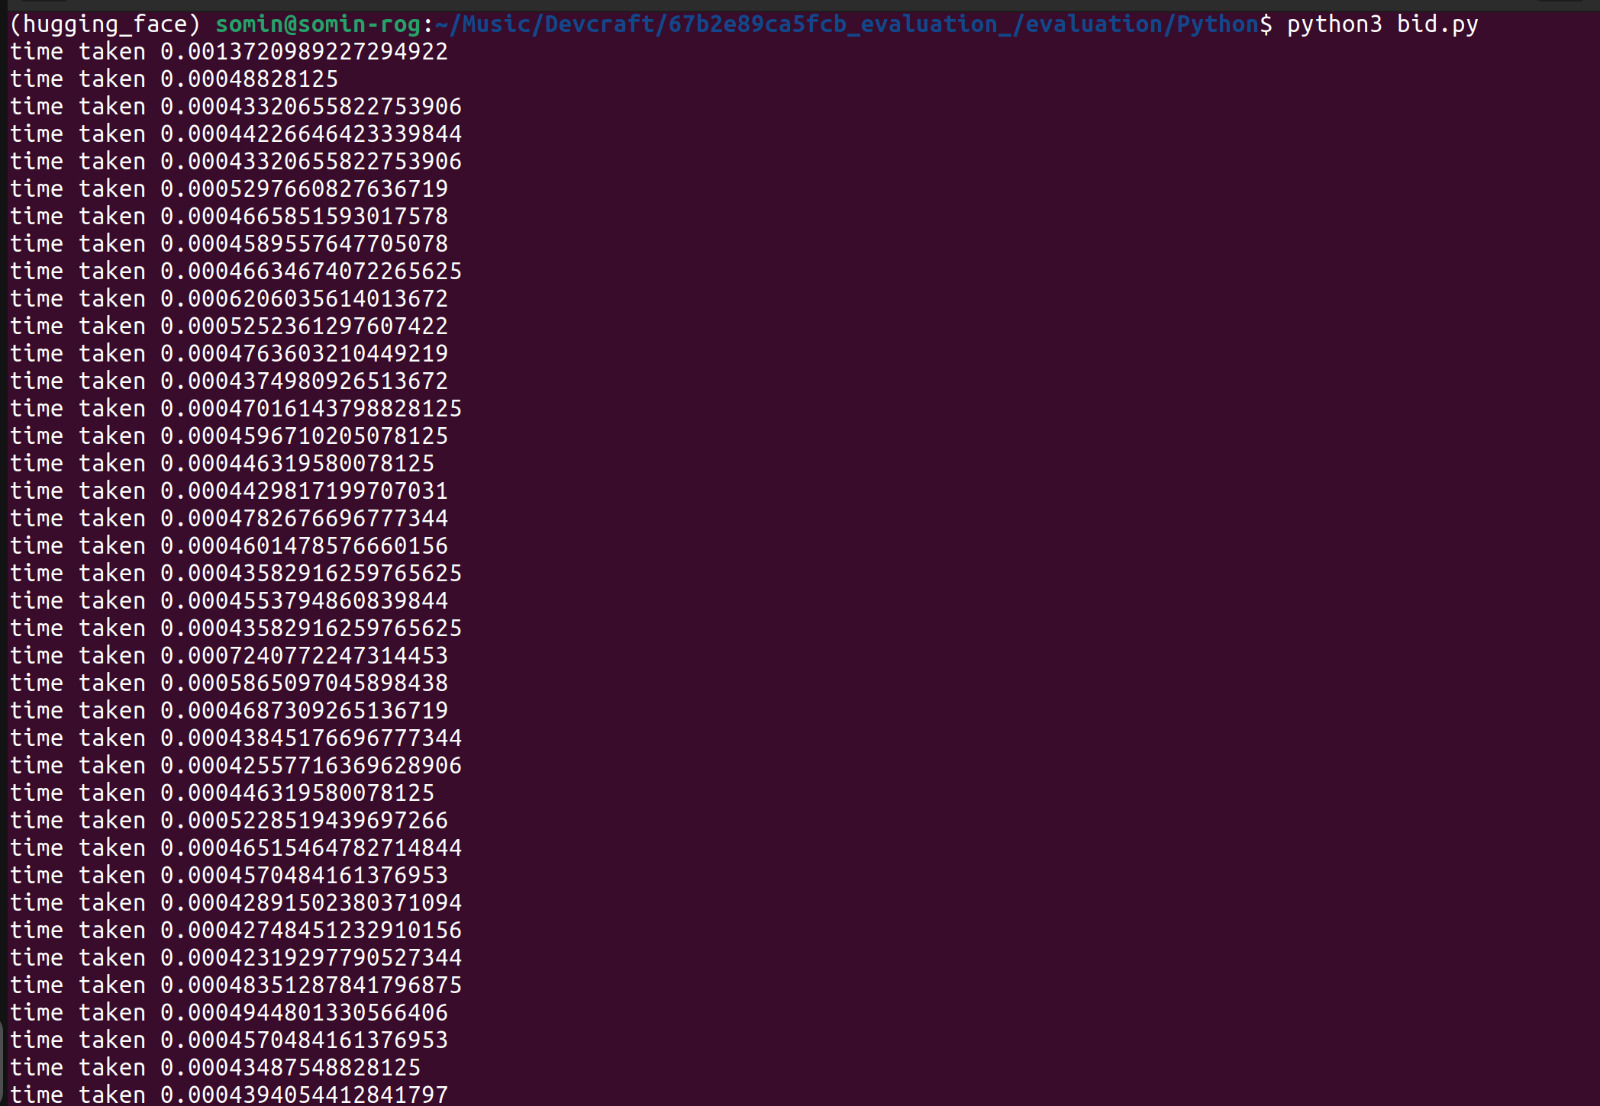 (hugging_face) somin@somin-rog:~/Music/Devcraft/67b2e89ca5fcb_evaluation_/evaluation/Python$ python3 bid.py
time taken 0.0013720989227294922
time taken 0.00048828125
time taken 0.00043320655822753906
time taken 0.00044226646423339844
time taken 0.00043320655822753906
time taken 0.0005297660827636719
time taken 0.0004665851593017578
time taken 0.0004589557647705078
time taken 0.00046634674072265625
time taken 0.0006206035614013672
time taken 0.0005252361297607422
time taken 0.0004763603210449219
time taken 0.0004374980926513672
time taken 0.00047016143798828125
time taken 0.0004596710205078125
time taken 0.000446319580078125
time taken 0.0004429817199707031
time taken 0.0004782676696777344
time taken 0.0004601478576660156
time taken 0.00043582916259765625
time taken 0.0004553794860839844
time taken 0.00043582916259765625
time taken 0.0007240772247314453
time taken 0.0005865097045898438
time taken 0.0004687309265136719
time taken 0.00043845176696777344
time taken 0.00042557716369628906
time taken 0.000446319580078125
time taken 0.0005228519439697266
time taken 0.00046515464782714844
time taken 0.0004570484161376953
time taken 0.00042891502380371094
time taken 0.00042748451232910156
time taken 0.00042319297790527344
time taken 0.00048351287841796875
time taken 0.0004944801330566406
time taken 0.0004570484161376953
time taken 0.00043487548828125
time taken 0.0004394054412841797